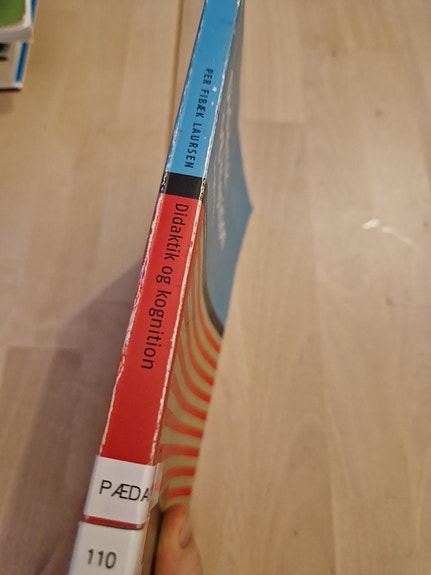 PER FIBÆK LAURSEN
Didaktik og kognition
PÆDA
110